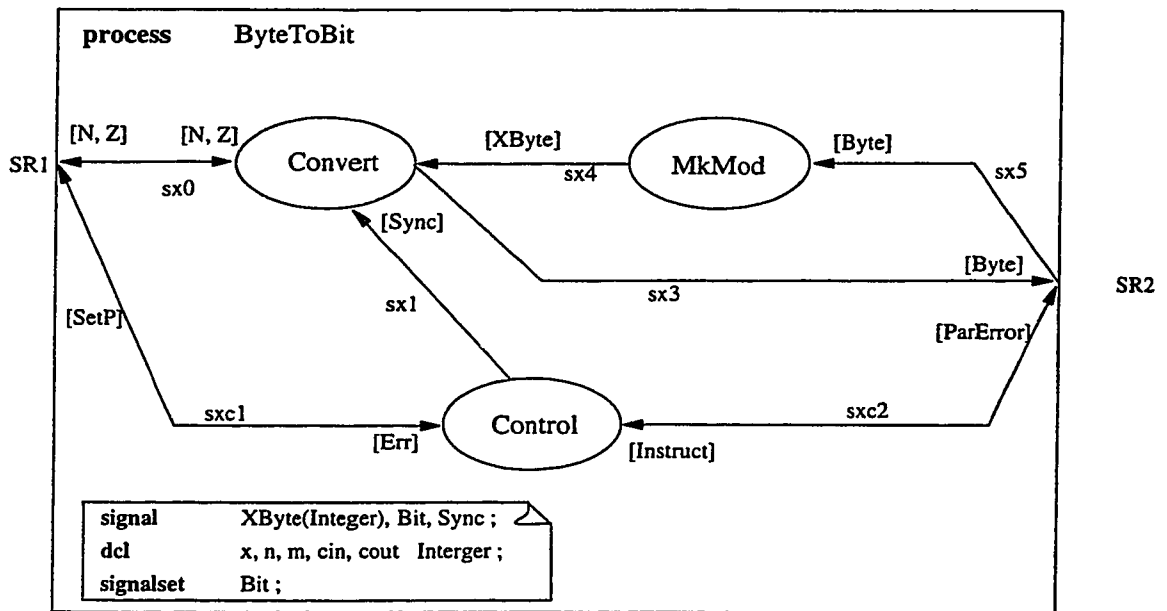 process ByteToBit
[N, Z] [N, Z] [XByte] [Byte]
SR1 Convert MkMod
sx0 sx4 sx5
[Sync]
[Byte]
sx1 sx3 SR2
[SetP] [ParError]
sxc1 Control sxc2
[Err] [Instruct]
signal XByte(Integer), Bit, Sync ;
dcl x, n, m, cin, cout Interger ;
signalset Bit ;